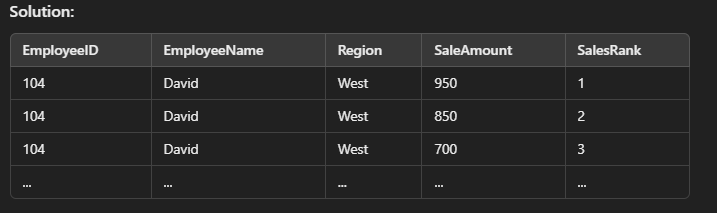 Solution:
EmployeeID EmployeeName Region SaleAmount SalesRank
104 David West 950 1
104 David West 850 2
104 David West 700 3
... ... ... ... ...